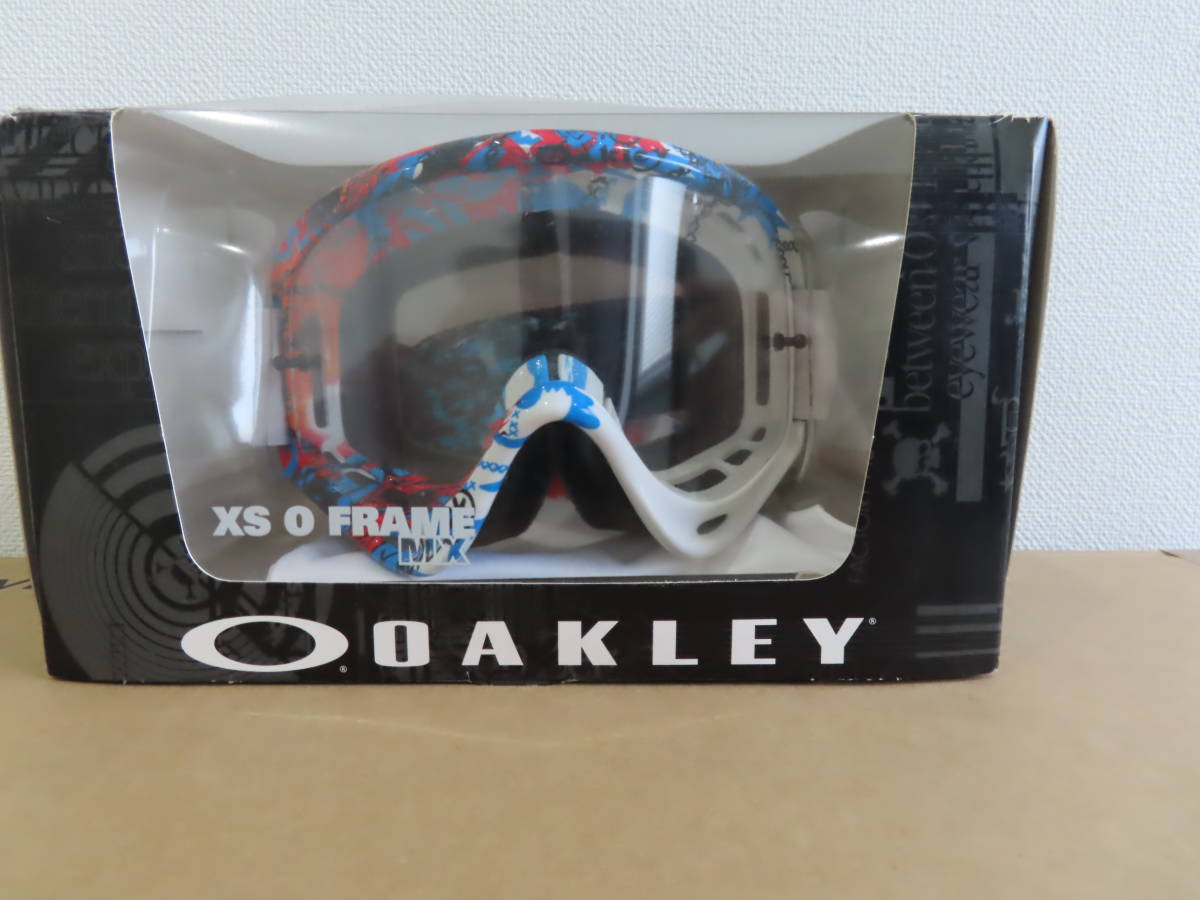 XS O FRAME
MX
OAKLEY®
between
eyewear